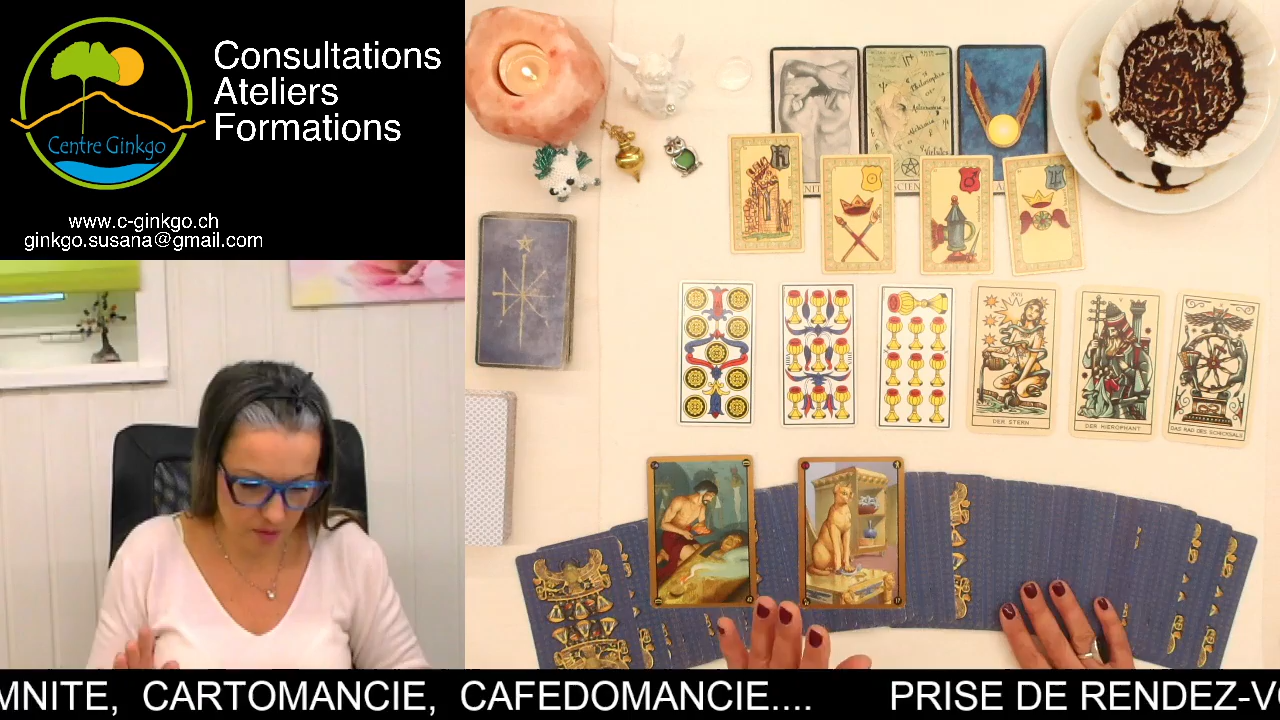 Consultations
Ateliers
Formations
Centre Ginkgo
www.c-ginkgo.ch
ginkgo.susana@gmail.com
XVII
DER STERN
V
DER HIEROPHANT
DAS RAD DES SCHICKSALS
MNITE, CARTOMANCIE, CAFEDOMANCIE.... PRISE DE RENDEZ-V